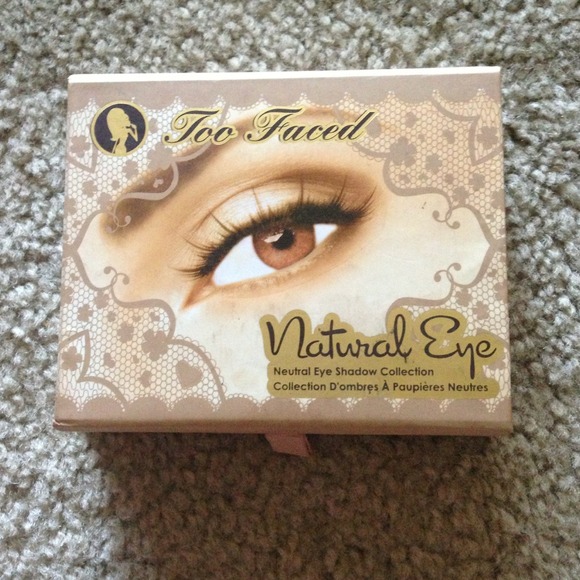 Too Faced
Natural Eye
Neutral Eye Shadow Collection
Collection D'ombres À Paupières Neutres